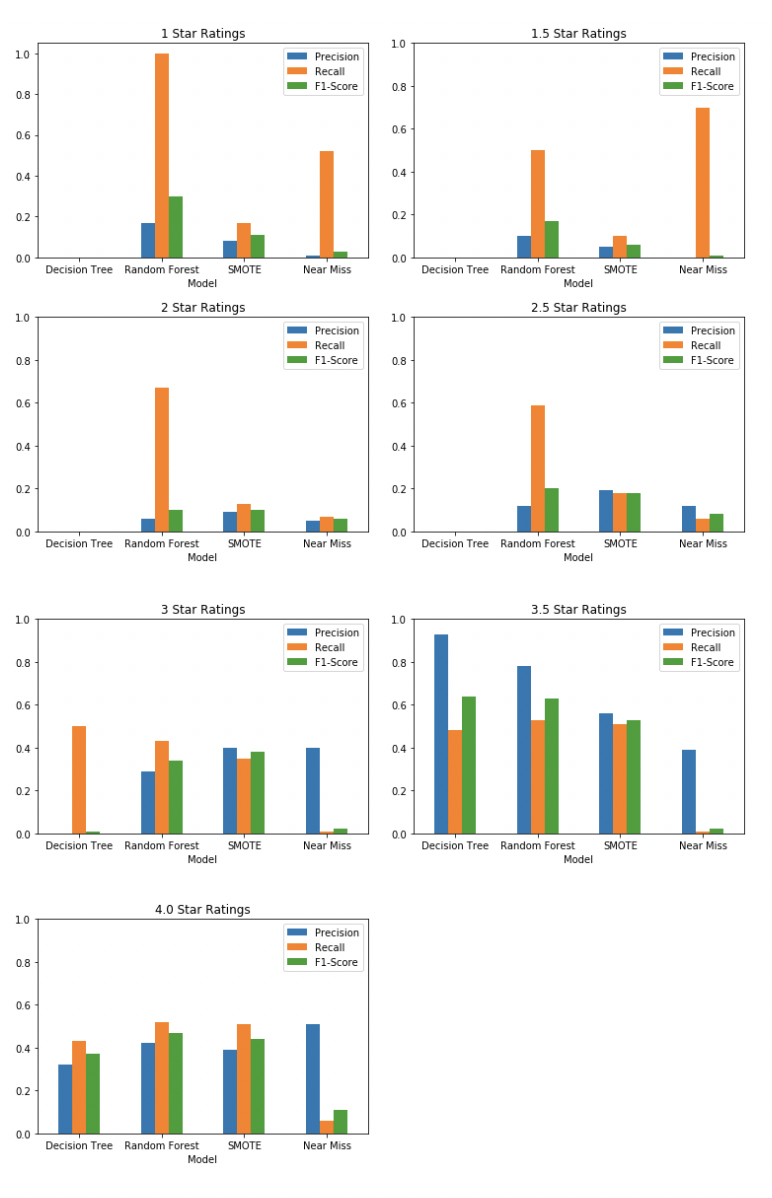 1 Star Ratings
1.0
0.8
0.6
0.4
0.2
0.0
Precision
Recall
F1-Score
Decision Tree Random Forest SMOTE Near Miss
Model
1.5 Star Ratings
1.0
0.8
0.6
0.4
0.2
0.0
Precision
Recall
F1-Score
Decision Tree Random Forest SMOTE Near Miss
Model
2 Star Ratings
1.0
0.8
0.6
0.4
0.2
0.0
Precision
Recall
F1-Score
Decision Tree Random Forest SMOTE Near Miss
Model
2.5 Star Ratings
1.0
0.8
0.6
0.4
0.2
0.0
Precision
Recall
F1-Score
Decision Tree Random Forest SMOTE Near Miss
Model
3 Star Ratings
1.0
0.8
0.6
0.4
0.2
0.0
Precision
Recall
F1-Score
Decision Tree Random Forest SMOTE Near Miss
Model
3.5 Star Ratings
1.0
0.8
0.6
0.4
0.2
0.0
Precision
Recall
F1-Score
Decision Tree Random Forest SMOTE Near Miss
Model
4.0 Star Ratings
1.0
0.8
0.6
0.4
0.2
0.0
Precision
Recall
F1-Score
Decision Tree Random Forest SMOTE Near Miss
Model